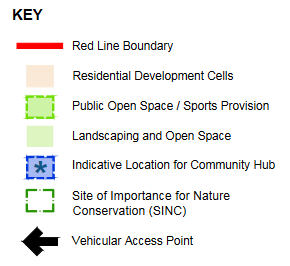 KEY
Red Line Boundary
Residential Development Cells
Public Open Space / Sports Provision
Landscaping and Open Space
Indicative Location for Community Hub
Site of Importance for Nature
Conservation (SINC)
Vehicular Access Point